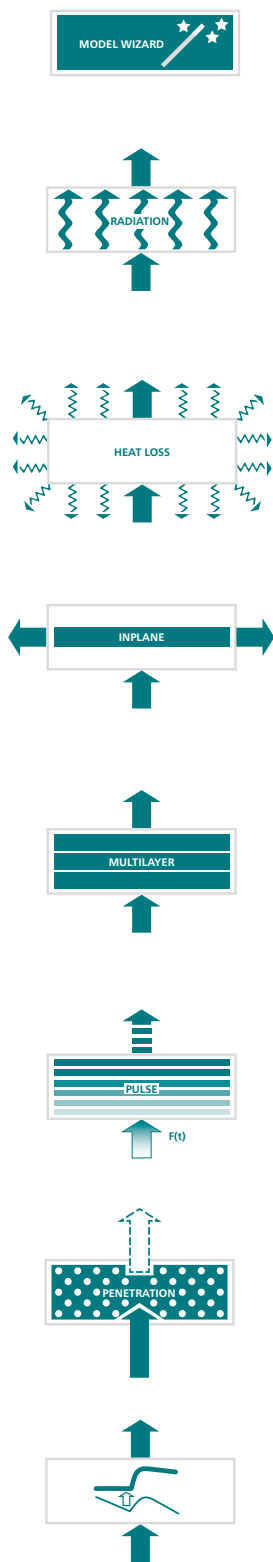 MODEL WIZARD
RADIATION
HEAT LOSS
INPLANE
MULTILAYER
PULSE
F(t)
PENETRATION